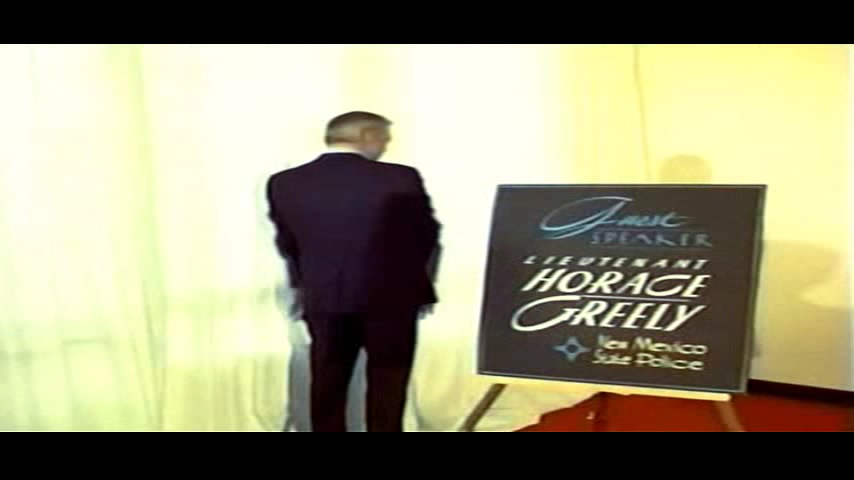 Guest
SPEAKER
LIEUTENANT
HORACE
GREELY
New Mexico
State Police